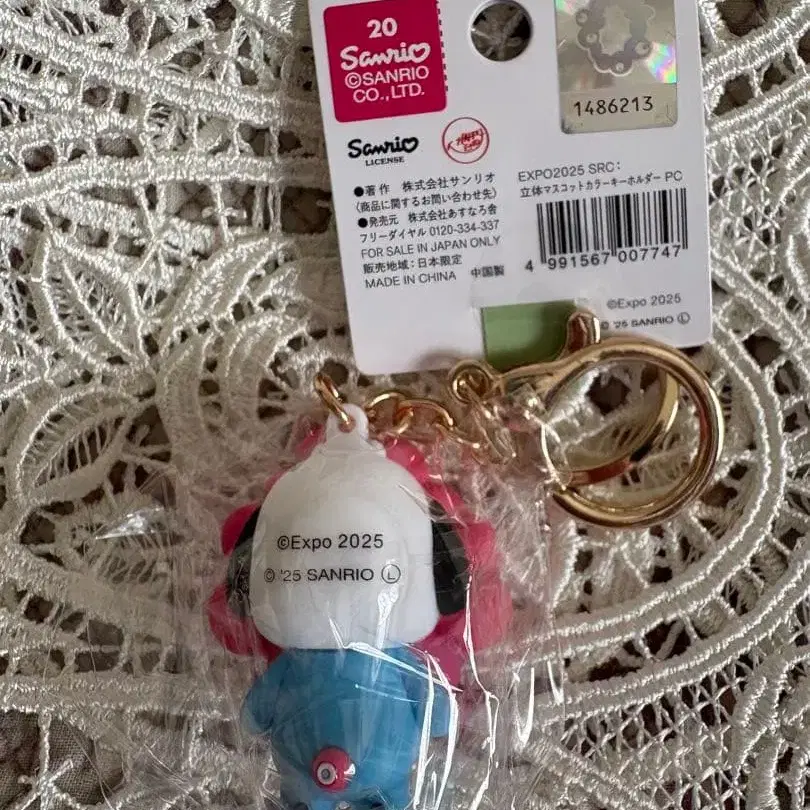 20
Sanrio
©SANRIO
CO.,LTD.
1486213
Sanrio
LICENSE
●著作 株式会社サンリオ
(商品に関するお問い合わせ先)
●発売元 株式会社あすなろ舎
フリーダイヤル 0120-334-337
FOR SALE IN JAPAN ONLY
販売地域:日本限定
MADE IN CHINA 中国製
EXPO2025 SRC:
立体マスコットカラーキーホルダー PC
4 991567 007747
©Expo 2025
© '25 SANRIO Ⓛ
©Expo 2025
© '25 SANRIO Ⓛ